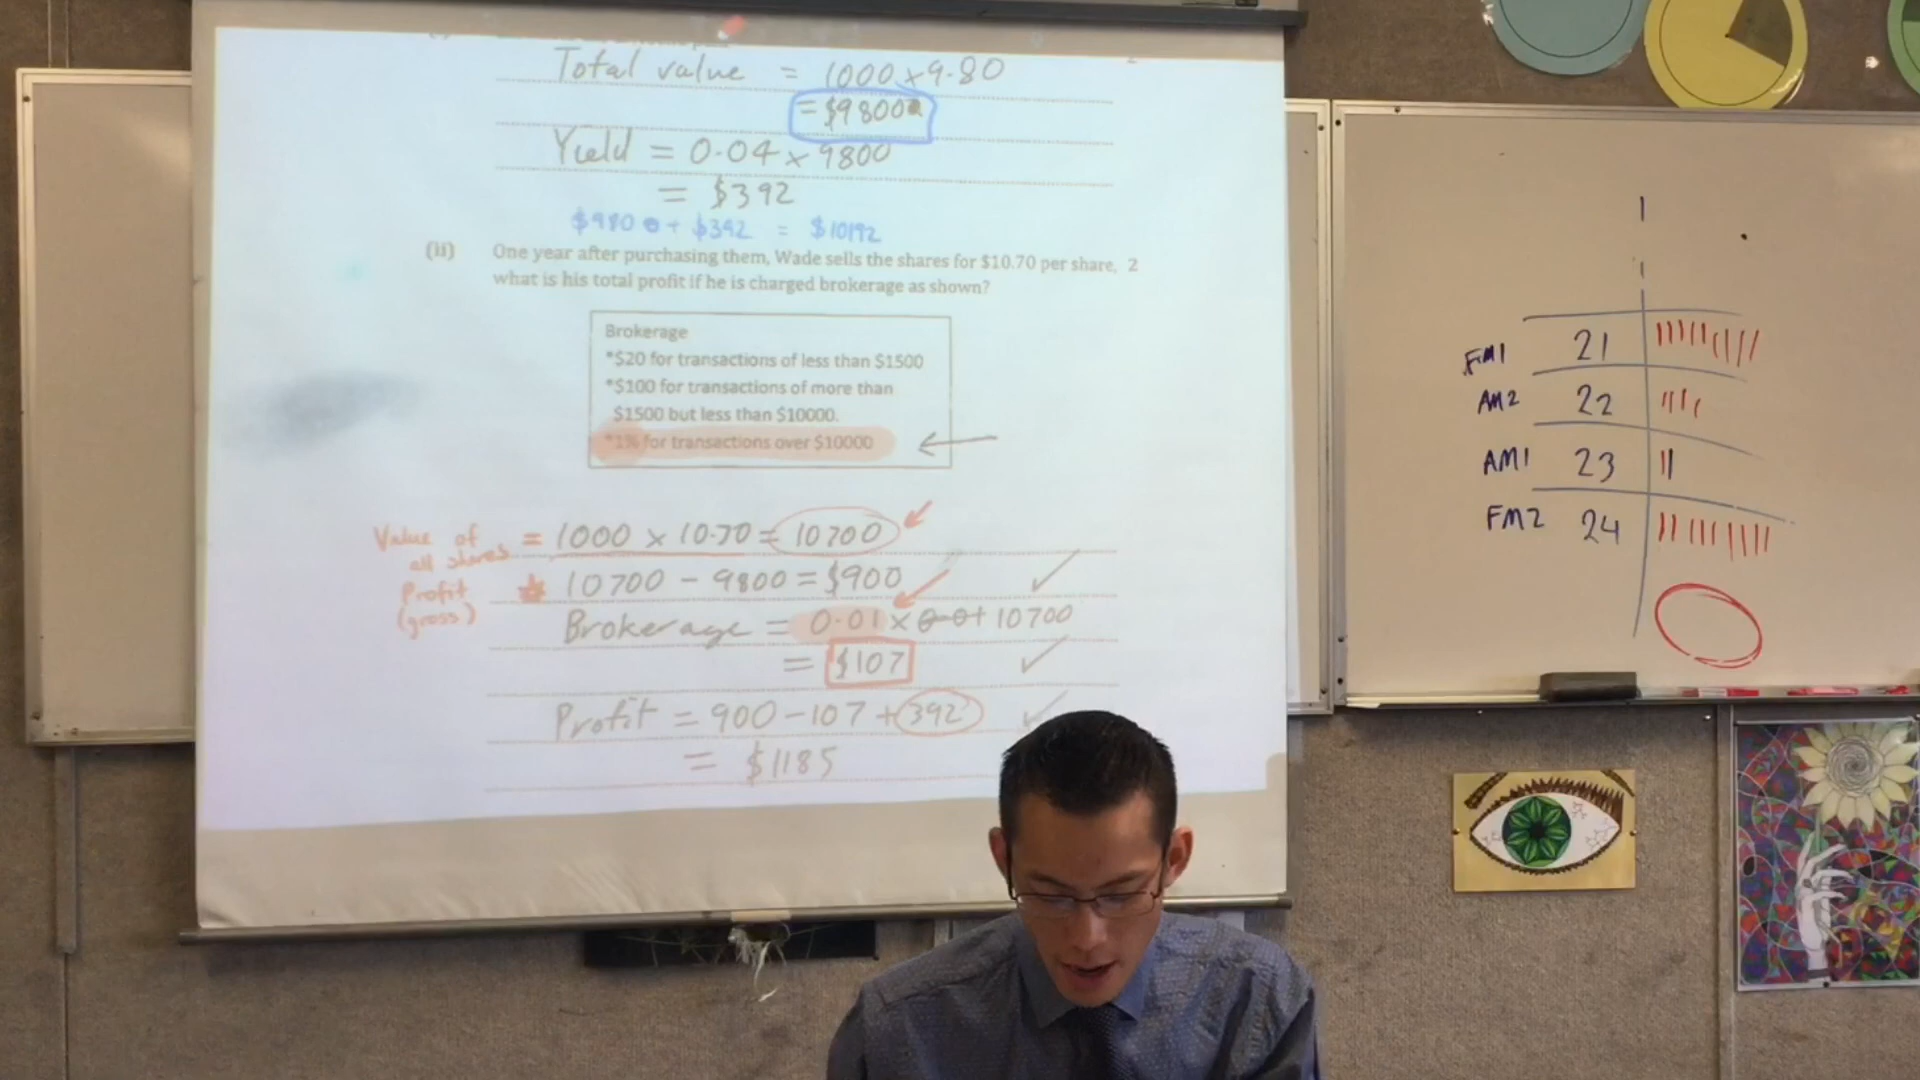 Total value = 1000 x 9.80
= $9800
Yield = 0.04 x 9800
= $392
$9800 + $392 = $10192
(ii) One year after purchasing them, Wade sells the shares for $10.70 per share, 2
what is his total profit if he is charged brokerage as shown?
Brokerage
*$20 for transactions of less than $1500
*$100 for transactions of more than
$1500 but less than $10000.
*1% for transactions over $10000
Value of all shares = 1000 x 10.70 = 10700
Profit (gross) 10700 - 9800 = $900
Brokerage = 0.01 x 10700
= $107
Profit = 900 - 107 + 392
= $1185
FM1 21
AM2 22
AM1 23
FM2 24